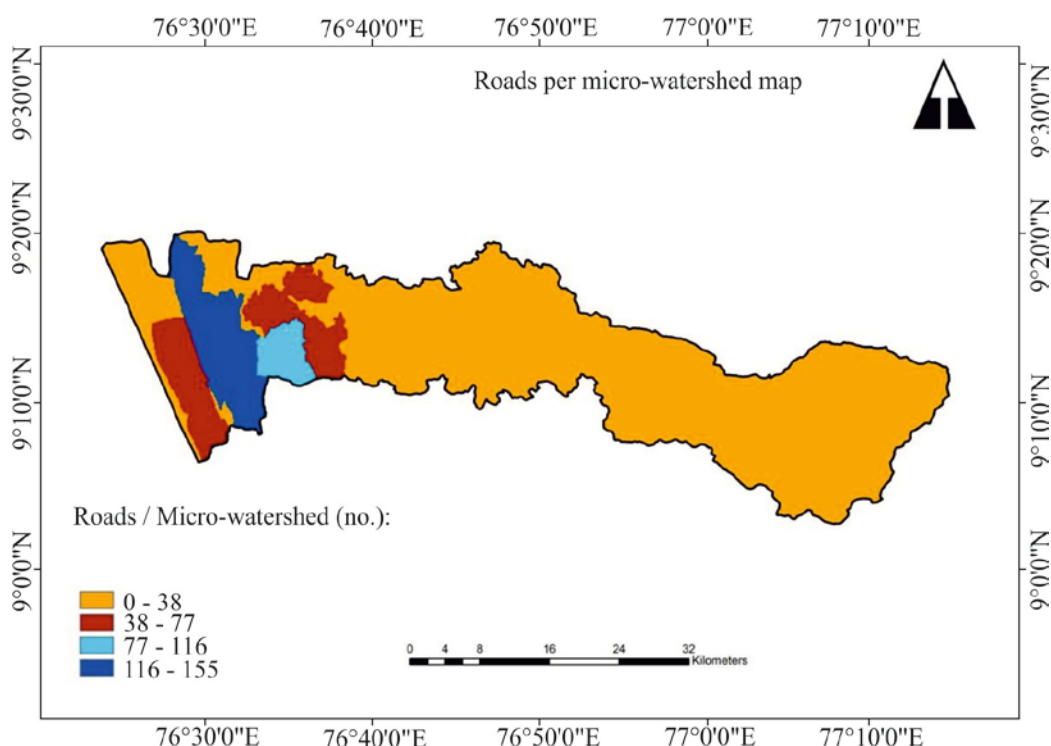 76°30'0"E 76°40'0"E 76°50'0"E 77°0'0"E 77°10'0"E
Roads per micro-watershed map
9°30'0"N 9°30'0"N
9°20'0"N 9°20'0"N
9°10'0"N 9°10'0"N
9°0'0"N 9°0'0"N
Roads / Micro-watershed (no.):
0 - 38
38 - 77
77 - 116
116 - 155
0 4 8 16 24 32
Kilometers
76°30'0"E 76°40'0"E 76°50'0"E 77°0'0"E 77°10'0"E